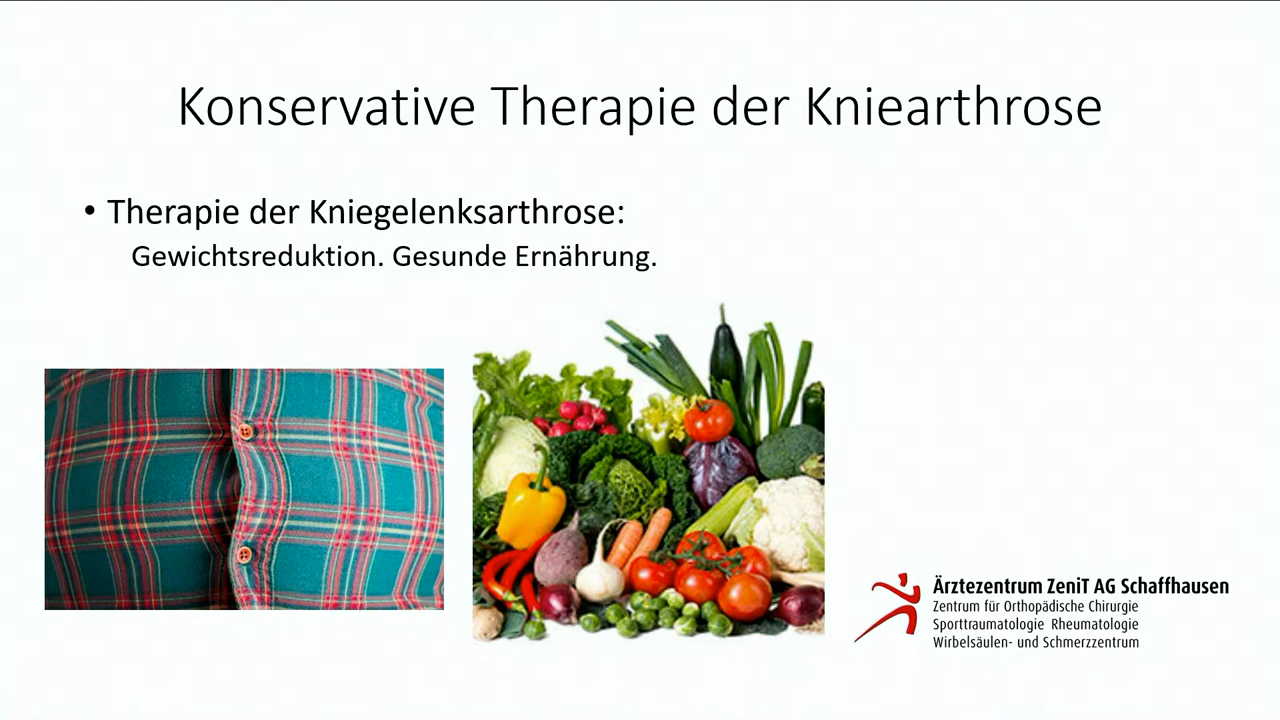 Konservative Therapie der Kniearthrose
• Therapie der Kniegelenksarthrose:
Gewichtsreduktion. Gesunde Ernährung.
Ärztezentrum ZeniT AG Schaffhausen
Zentrum für Orthopädische Chirurgie
Sporttraumatologie Rheumatologie
Wirbelsäulen- und Schmerzzentrum